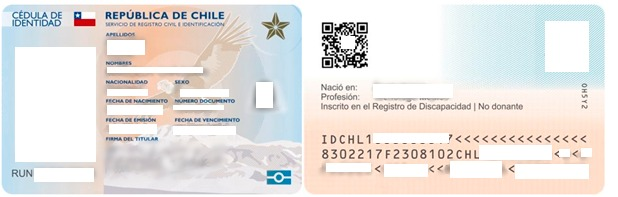 CÉDULA DE
IDENTIDAD
REPÚBLICA DE CHILE
SERVICIO DE REGISTRO CIVIL E IDENTIFICACIÓN
APELLIDOS
NOMBRES
NACIONALIDAD SEXO
FECHA DE NACIMIENTO NÚMERO DOCUMENTO
FECHA DE EMISIÓN FECHA DE VENCIMIENTO
FIRMA DEL TITULAR
RUN
Nació en:
Profesión:
Inscrito en el Registro de Discapacidad | No donante
IDCHL1 <<<<<<<<<<<<<<<
8302217F2308102CHL